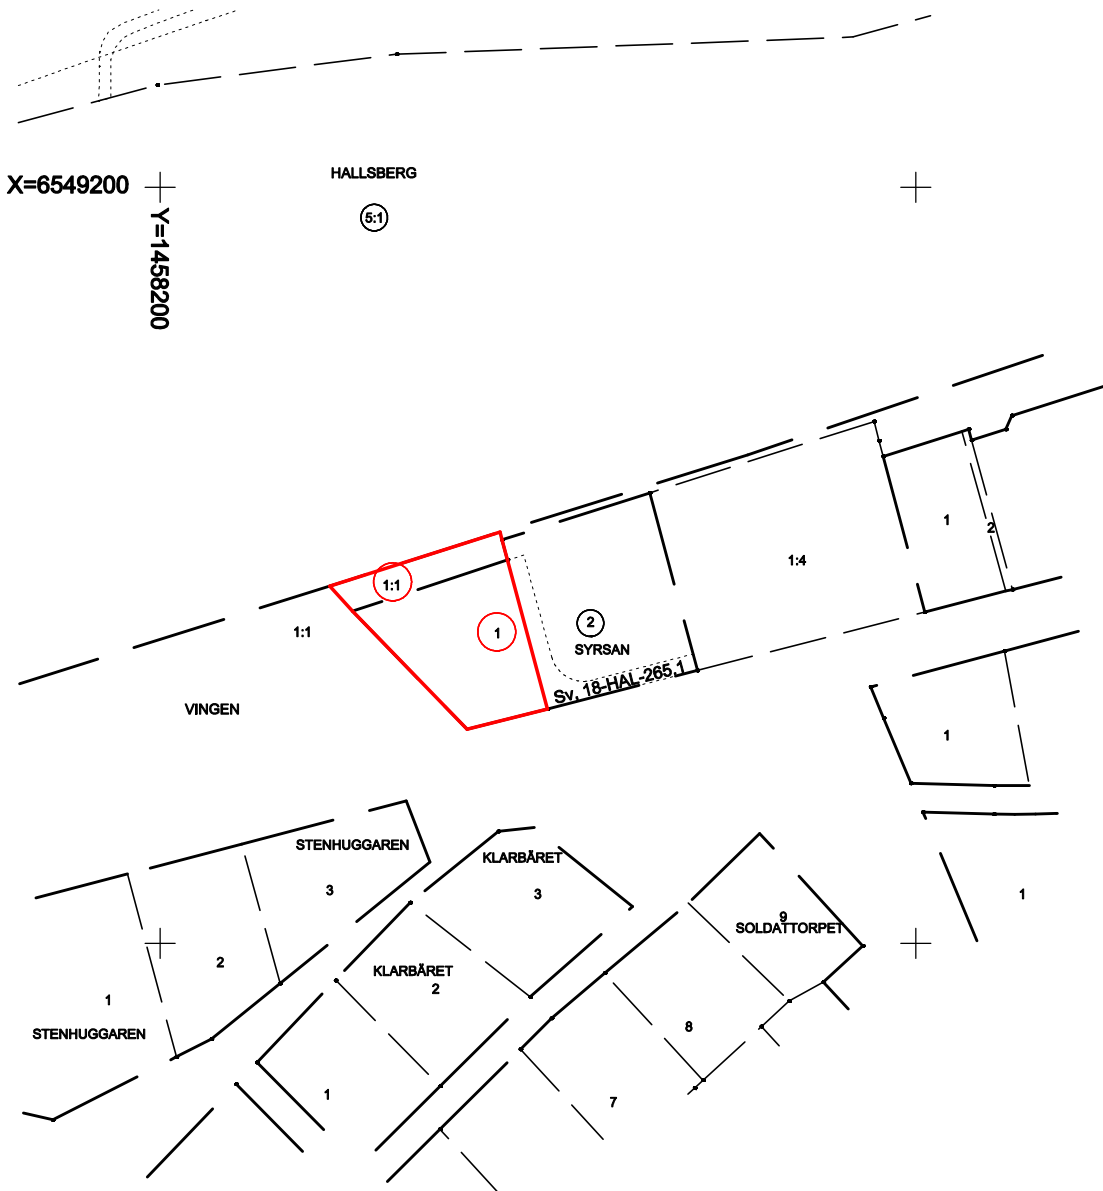 HALLSBERG
X=6549200
5:1
Y=1458200
1
2
1:4
1:1
1:1
1
2
SYRSAN
Sv. 18-HAL-265.1
VINGEN
1
STENHUGGAREN
KLARBÄRET
3
3
1
9
SOLDATTORPET
2
KLARBÄRET
2
1
8
STENHUGGAREN
1
7